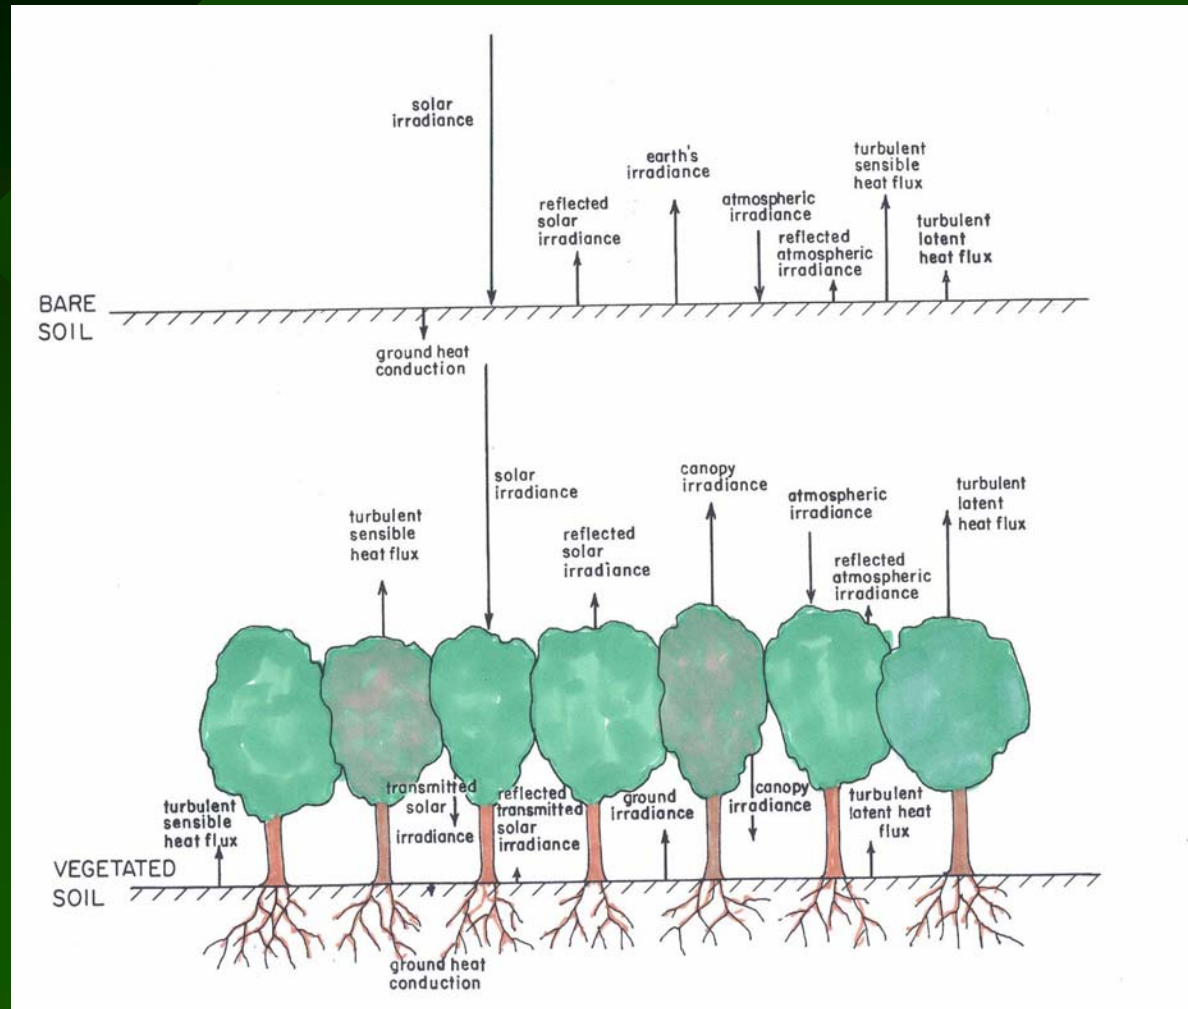 solar
irradiance
earth's
irradiance
turbulent
sensible
heat flux
reflected
solar
irradiance
atmospheric
irradiance
reflected
atmospheric
irradiance
turbulent
latent
heat flux
BARE
SOIL
ground heat
conduction
solar
irradiance
canopy
irradiance
atmospheric
irradiance
turbulent
latent
heat flux
turbulent
sensible
heat flux
reflected
solar
irradiance
reflected
atmospheric
irradiance
turbulent
sensible
heat flux
transmitted
solar
irradiance
reflected
transmitted
solar
irradiance
ground
irradiance
canopy
irradiance
turbulent
latent heat
flux
VEGETATED
SOIL
ground heat
conduction